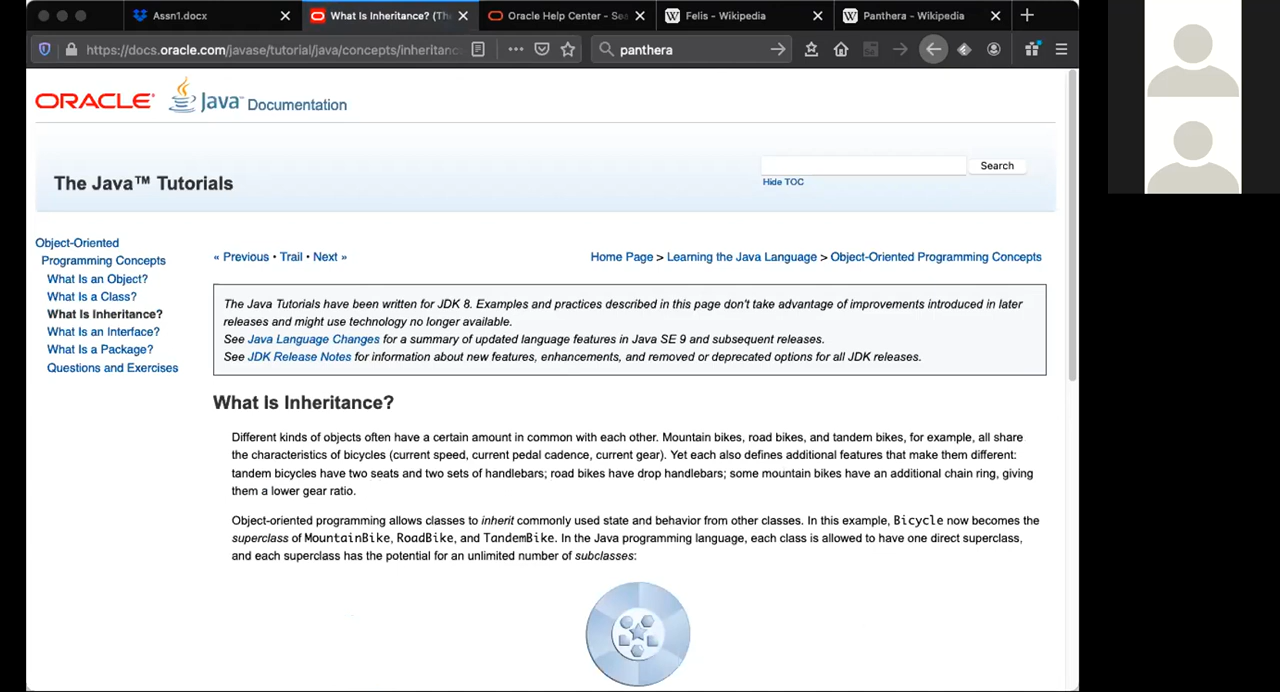 Assn1.docx
What Is Inheritance? (Th
Oracle Help Center - Se
Felis - Wikipedia
Panthera - Wikipedia
https://docs.oracle.com/javase/tutorial/java/concepts/inheritanc
panthera
ORACLE Java™ Documentation
The Java™ Tutorials
Search
Hide TOC
Object-Oriented
Programming Concepts
What Is an Object?
What Is a Class?
What Is Inheritance?
What Is an Interface?
What Is a Package?
Questions and Exercises
« Previous • Trail • Next »
Home Page > Learning the Java Language > Object-Oriented Programming Concepts
The Java Tutorials have been written for JDK 8. Examples and practices described in this page don't take advantage of improvements introduced in later
releases and might use technology no longer available.
See Java Language Changes for a summary of updated language features in Java SE 9 and subsequent releases.
See JDK Release Notes for information about new features, enhancements, and removed or deprecated options for all JDK releases.
What Is Inheritance?
Different kinds of objects often have a certain amount in common with each other. Mountain bikes, road bikes, and tandem bikes, for example, all share
the characteristics of bicycles (current speed, current pedal cadence, current gear). Yet each also defines additional features that make them different:
tandem bicycles have two seats and two sets of handlebars; road bikes have drop handlebars; some mountain bikes have an additional chain ring, giving
them a lower gear ratio.
Object-oriented programming allows classes to inherit commonly used state and behavior from other classes. In this example, Bicycle now becomes the
superclass of MountainBike, RoadBike, and TandemBike. In the Java programming language, each class is allowed to have one direct superclass,
and each superclass has the potential for an unlimited number of subclasses: